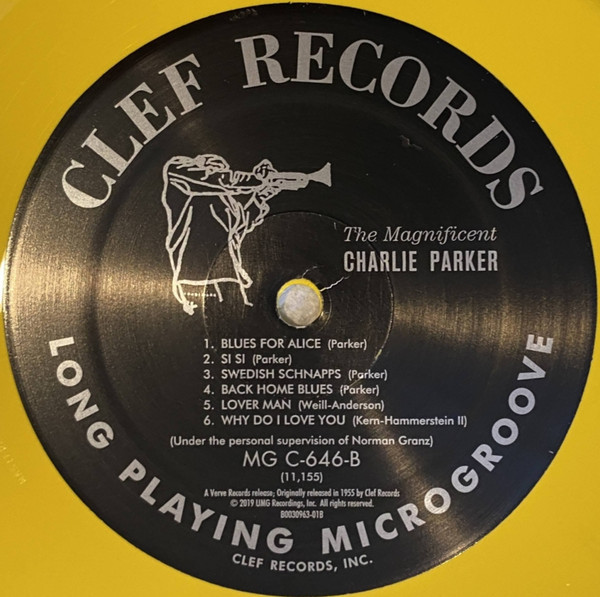 CLEF RECORDS
The Magnificent
CHARLIE PARKER
1. BLUES FOR ALICE (Parker)
2. SI SI (Parker)
3. SWEDISH SCHNAPPS (Parker)
4. BACK HOME BLUES (Parker)
5. LOVER MAN (Weill-Anderson)
6. WHY DO I LOVE YOU (Kern-Hammerstein II)
(Under the personal supervision of Norman Granz)
MG C-646-B
(11,155)
A Verve Records release; Originally released in 1955 by Clef Records
© 2019 UMG Recordings, Inc. All rights reserved.
B0030963-01B
LONG PLAYING MICROGROOVE
CLEF RECORDS, INC.